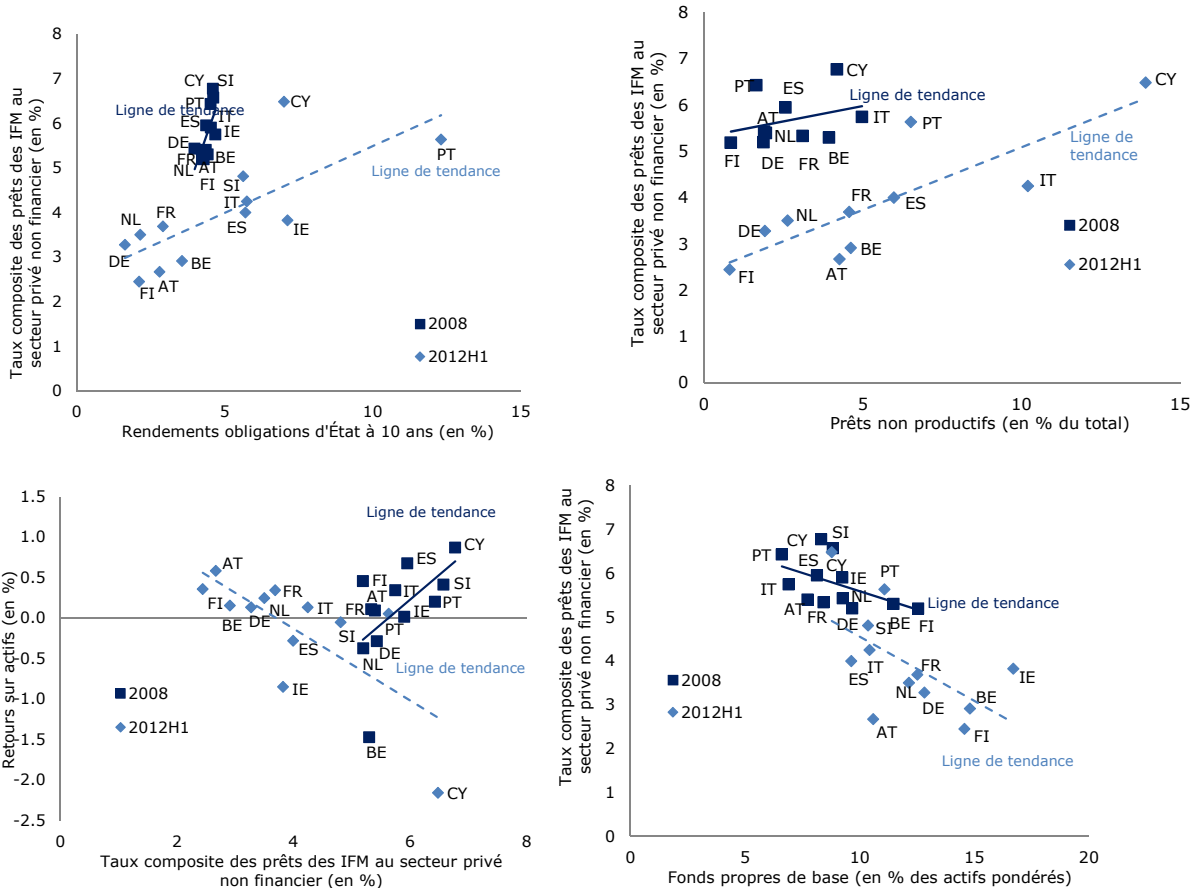 Taux composite des prêts des IFM au
secteur privé non financier (en %)
8
7
6
5
4
3
2
1
0
0
5
10
15
Rendements obligations d'État à 10 ans (en %)
CY
SI
Ligne de tendance
PT
IT
ES
IE
DE
FR
BE
NL
AT
FI
CY
PT
Ligne de tendance
SI
IT
ES
IE
NL
FR
DE
BE
FI
AT
2008
2012H1
Taux composite des prêts des IFM au
secteur privé non financier (en %)
8
7
6
5
4
3
2
1
0
0
5
10
15
Prêts non productifs (en % du total)
PT
ES
CY
Ligne de tendance
AT
NL
IT
FI
DE
FR
BE
PT
CY
Ligne de tendance
IT
FR
ES
DE
NL
BE
FI
AT
2008
2012H1
Retours sur actifs (en %)
1.5
1.0
0.5
0.0
-0.5
-1.0
-1.5
-2.0
-2.5
0
2
4
6
8
Taux composite des prêts des IFM au secteur privé
non financier (en %)
Ligne de tendance
CY
ES
AT
FI
SI
FR
AT
IT
PT
FI
BE
DE
NL
IT
FR
IE
SI
PT
ES
DE
NL
Ligne de tendance
IE
BE
CY
2008
2012H1
Taux composite des prêts des IFM au
secteur privé non financier (en %)
8
7
6
5
4
3
2
1
0
0
5
10
15
20
Fonds propres de base (en % des actifs pondérés)
CY
SI
PT
ES
CY
IE
PT
IT
NL
Ligne de tendance
AT
FR
DE
BE
FI
SI
ES
IT
FR
IE
NL
DE
BE
AT
FI
Ligne de tendance
2008
2012H1